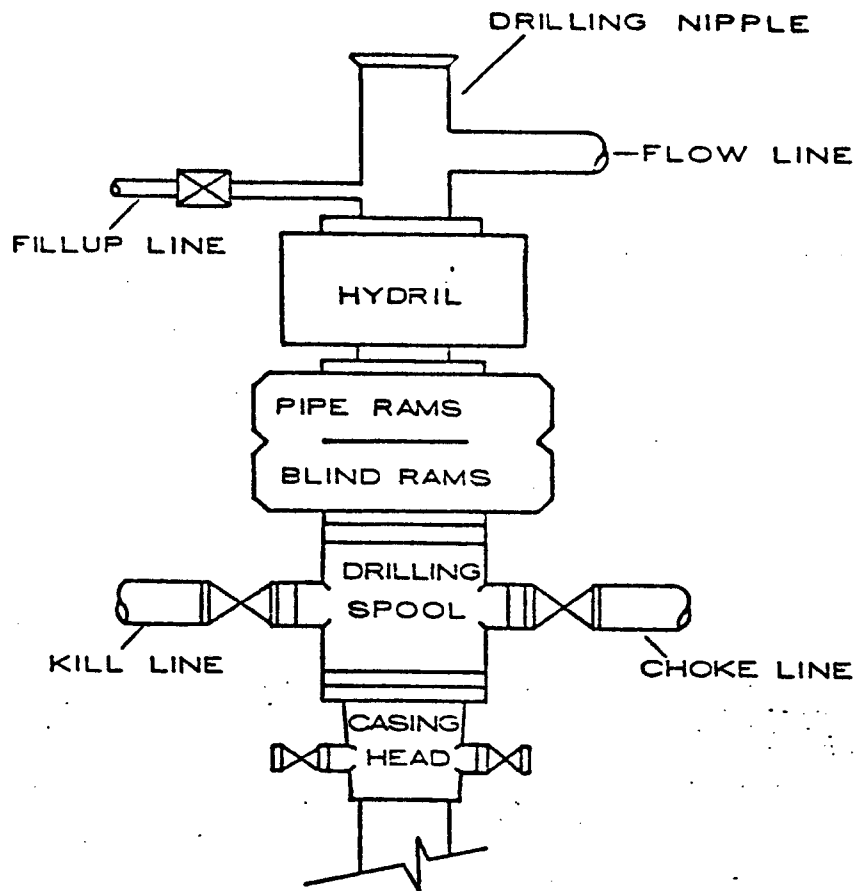 DRILLING NIPPLE
FLOW LINE
FILLUP LINE
HYDRIL
PIPE RAMS
BLIND RAMS
DRILLING
SPOOL
KILL LINE
CHOKE LINE
CASING
HEAD